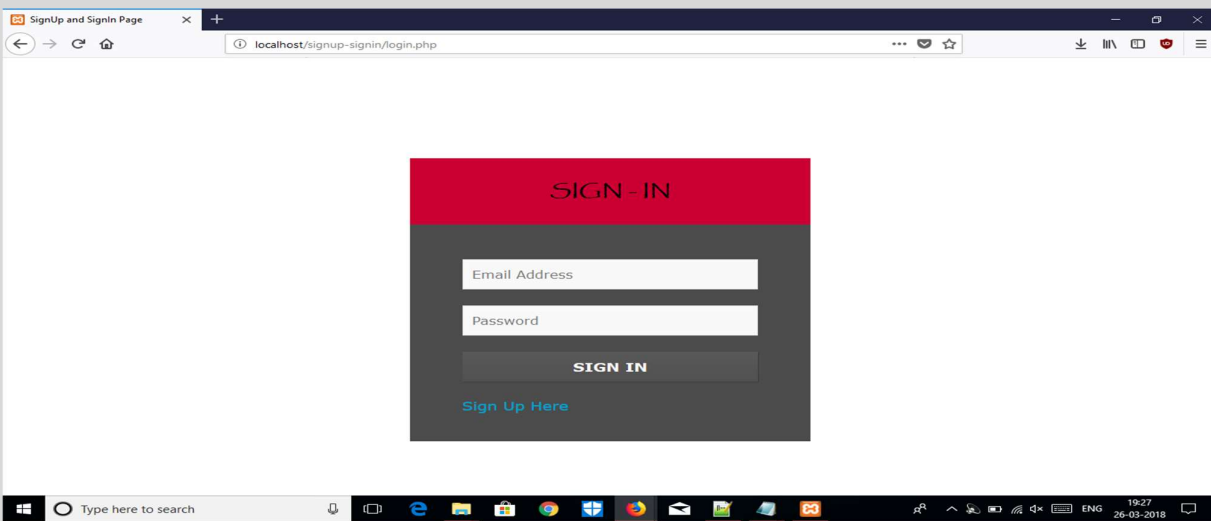 SignUp and SignIn Page
localhost/signup-signin/login.php
SIGN-IN
Email Address
Password
SIGN IN
Sign Up Here
Type here to search
ENG
19:27
26-03-2018